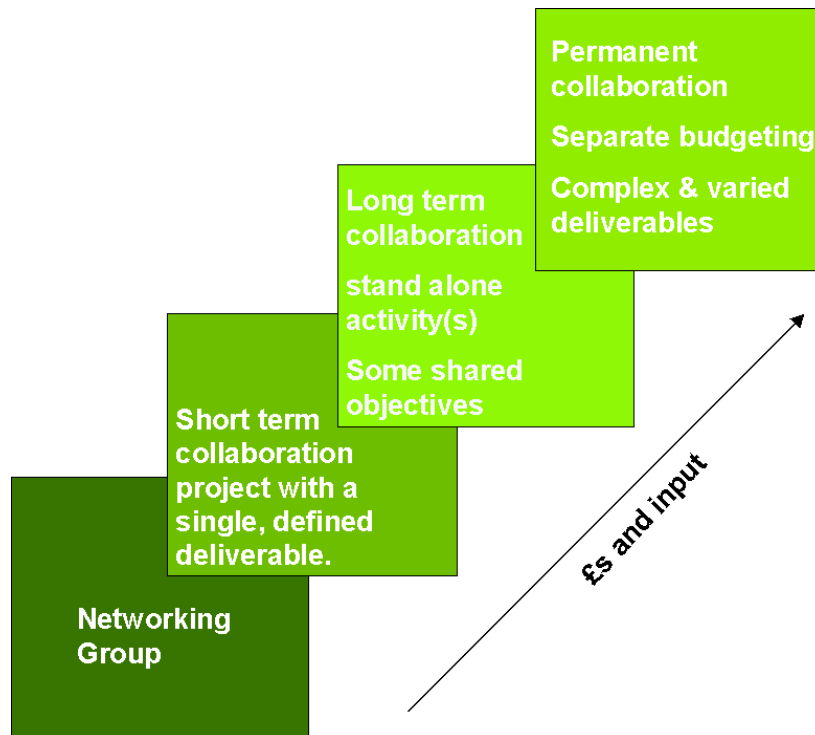 Permanent
collaboration
Separate budgeting
Complex & varied
deliverables
Long term
collaboration
stand alone
activity(s)
Some shared
objectives
Short term
collaboration
project with a
single, defined
deliverable.
Networking
Group
£s and input